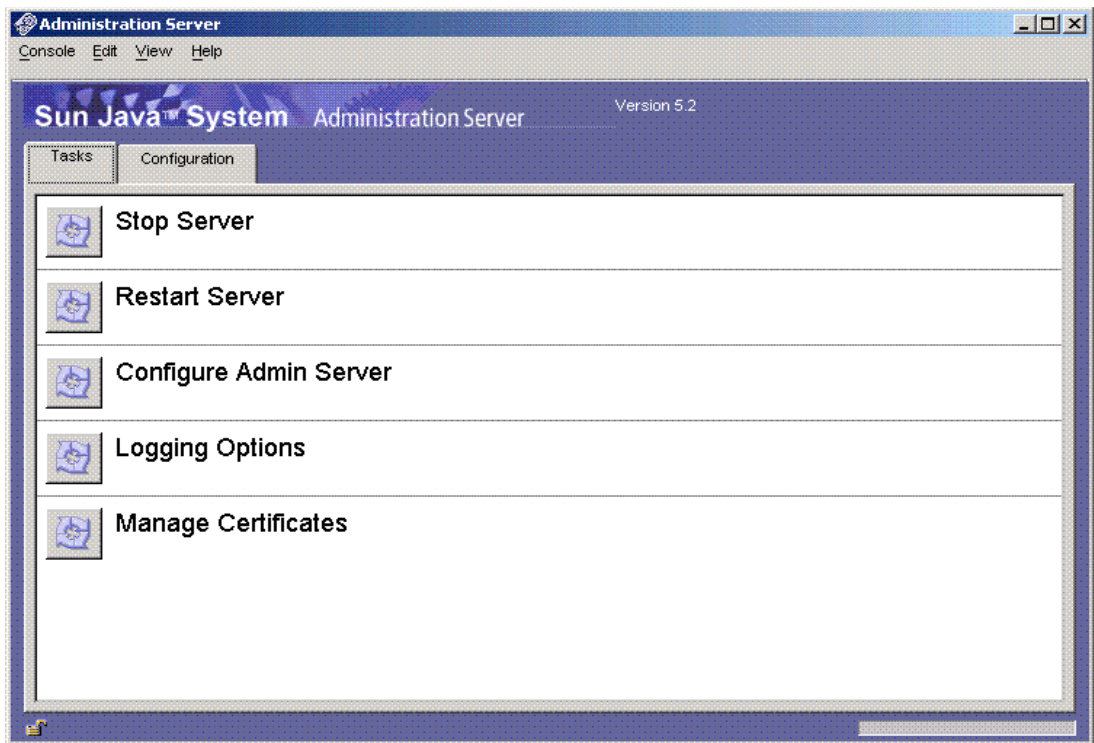 Administration Server
Console Edit View Help
Sun Java™ System Administration Server Version 5.2
Tasks Configuration
Stop Server
Restart Server
Configure Admin Server
Logging Options
Manage Certificates